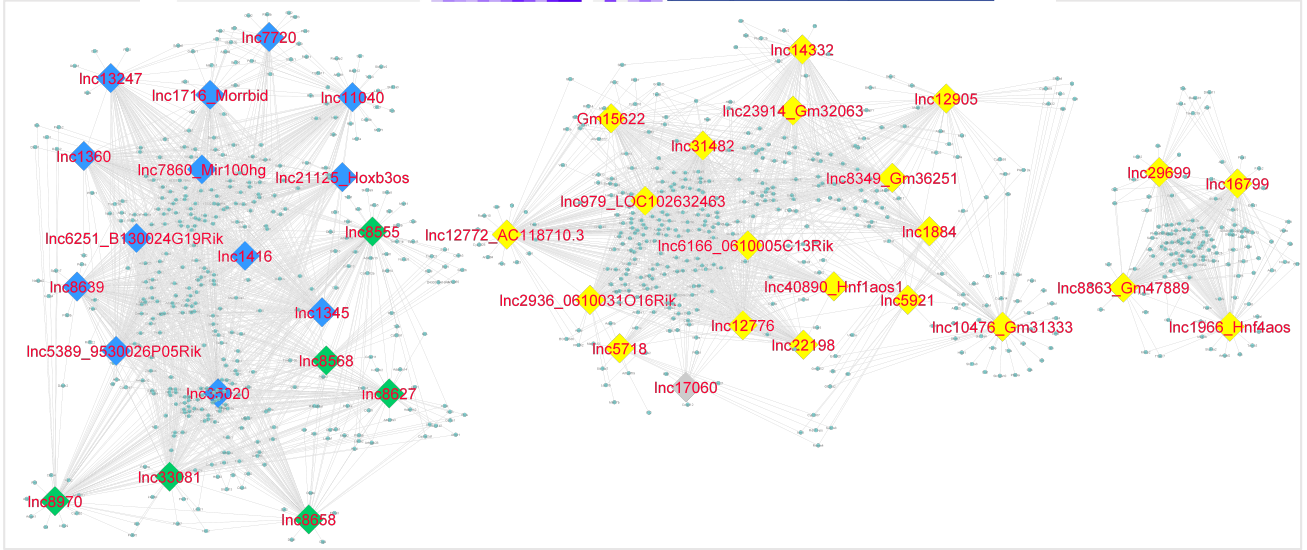 lnc7720
lnc13247
lnc1716_Morrbid
lnc11040
lnc1360
lnc7860_Mir100hg
lnc21125_Hoxb3os
lnc8555
lnc6251_B130024G19Rik
lnc1416
lnc8689
lnc1345
lnc5389_9530026P05Rik
lnc8568
lnc8627
lnc33081
lnc8970
lnc8658
lnc14332
lnc23914_Gm32063
lnc12905
Gm15622
lnc31482
lnc8349_Gm36251
lnc979_LOC102632463
lnc12772_AC118710.3
lnc1884
lnc6166_0610005C13Rik
lnc40890_Hnf1aos1
lnc2936_0610031O16Rik
lnc5921
lnc12776
lnc10476_Gm31333
lnc5718
lnc22198
lnc17060
lnc29699
lnc16799
lnc8863_Gm47889
lnc1966_Hnf4aos